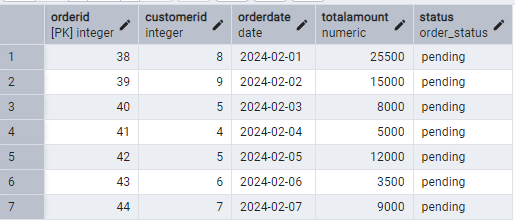 orderid customerid orderdate totalamount status
[PK] integer integer date numeric order_status
1 38 8 2024-02-01 25500 pending
2 39 9 2024-02-02 15000 pending
3 40 5 2024-02-03 8000 pending
4 41 4 2024-02-04 5000 pending
5 42 5 2024-02-05 12000 pending
6 43 6 2024-02-06 3500 pending
7 44 7 2024-02-07 9000 pending